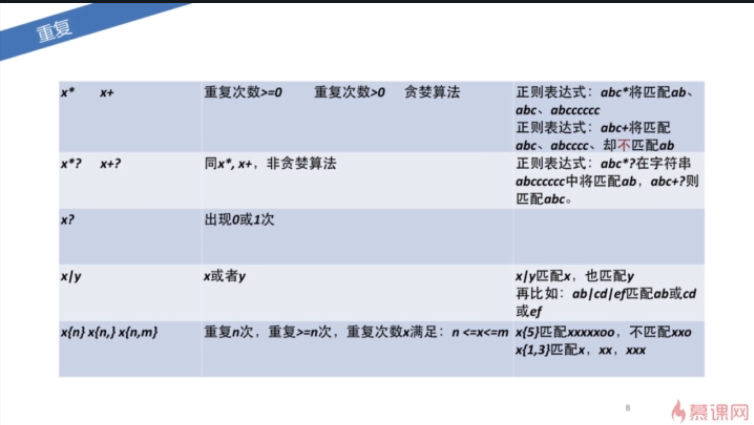 重复
x* x+
重复次数>=0 重复次数>0 贪婪算法
正则表达式：abc*将匹配ab、
abc、abcccccc
正则表达式：abc+将匹配
abc、abcccc、却不匹配ab
x*? x+?
同x*, x+，非贪婪算法
正则表达式：abc*?在字符串
abcccccc中将匹配ab，abc+?则
匹配abc。
x?
出现0或1次
x|y
x或者y
x|y匹配x，也匹配y
再比如：ab|cd|ef匹配ab或cd
或ef
x{n} x{n,} x{n,m}
重复n次，重复>=n次，重复次数x满足：n <=x<=m
x{5}匹配xxxxxoo，不匹配xxo
x{1,3}匹配x，xx，xxx
8
慕课网